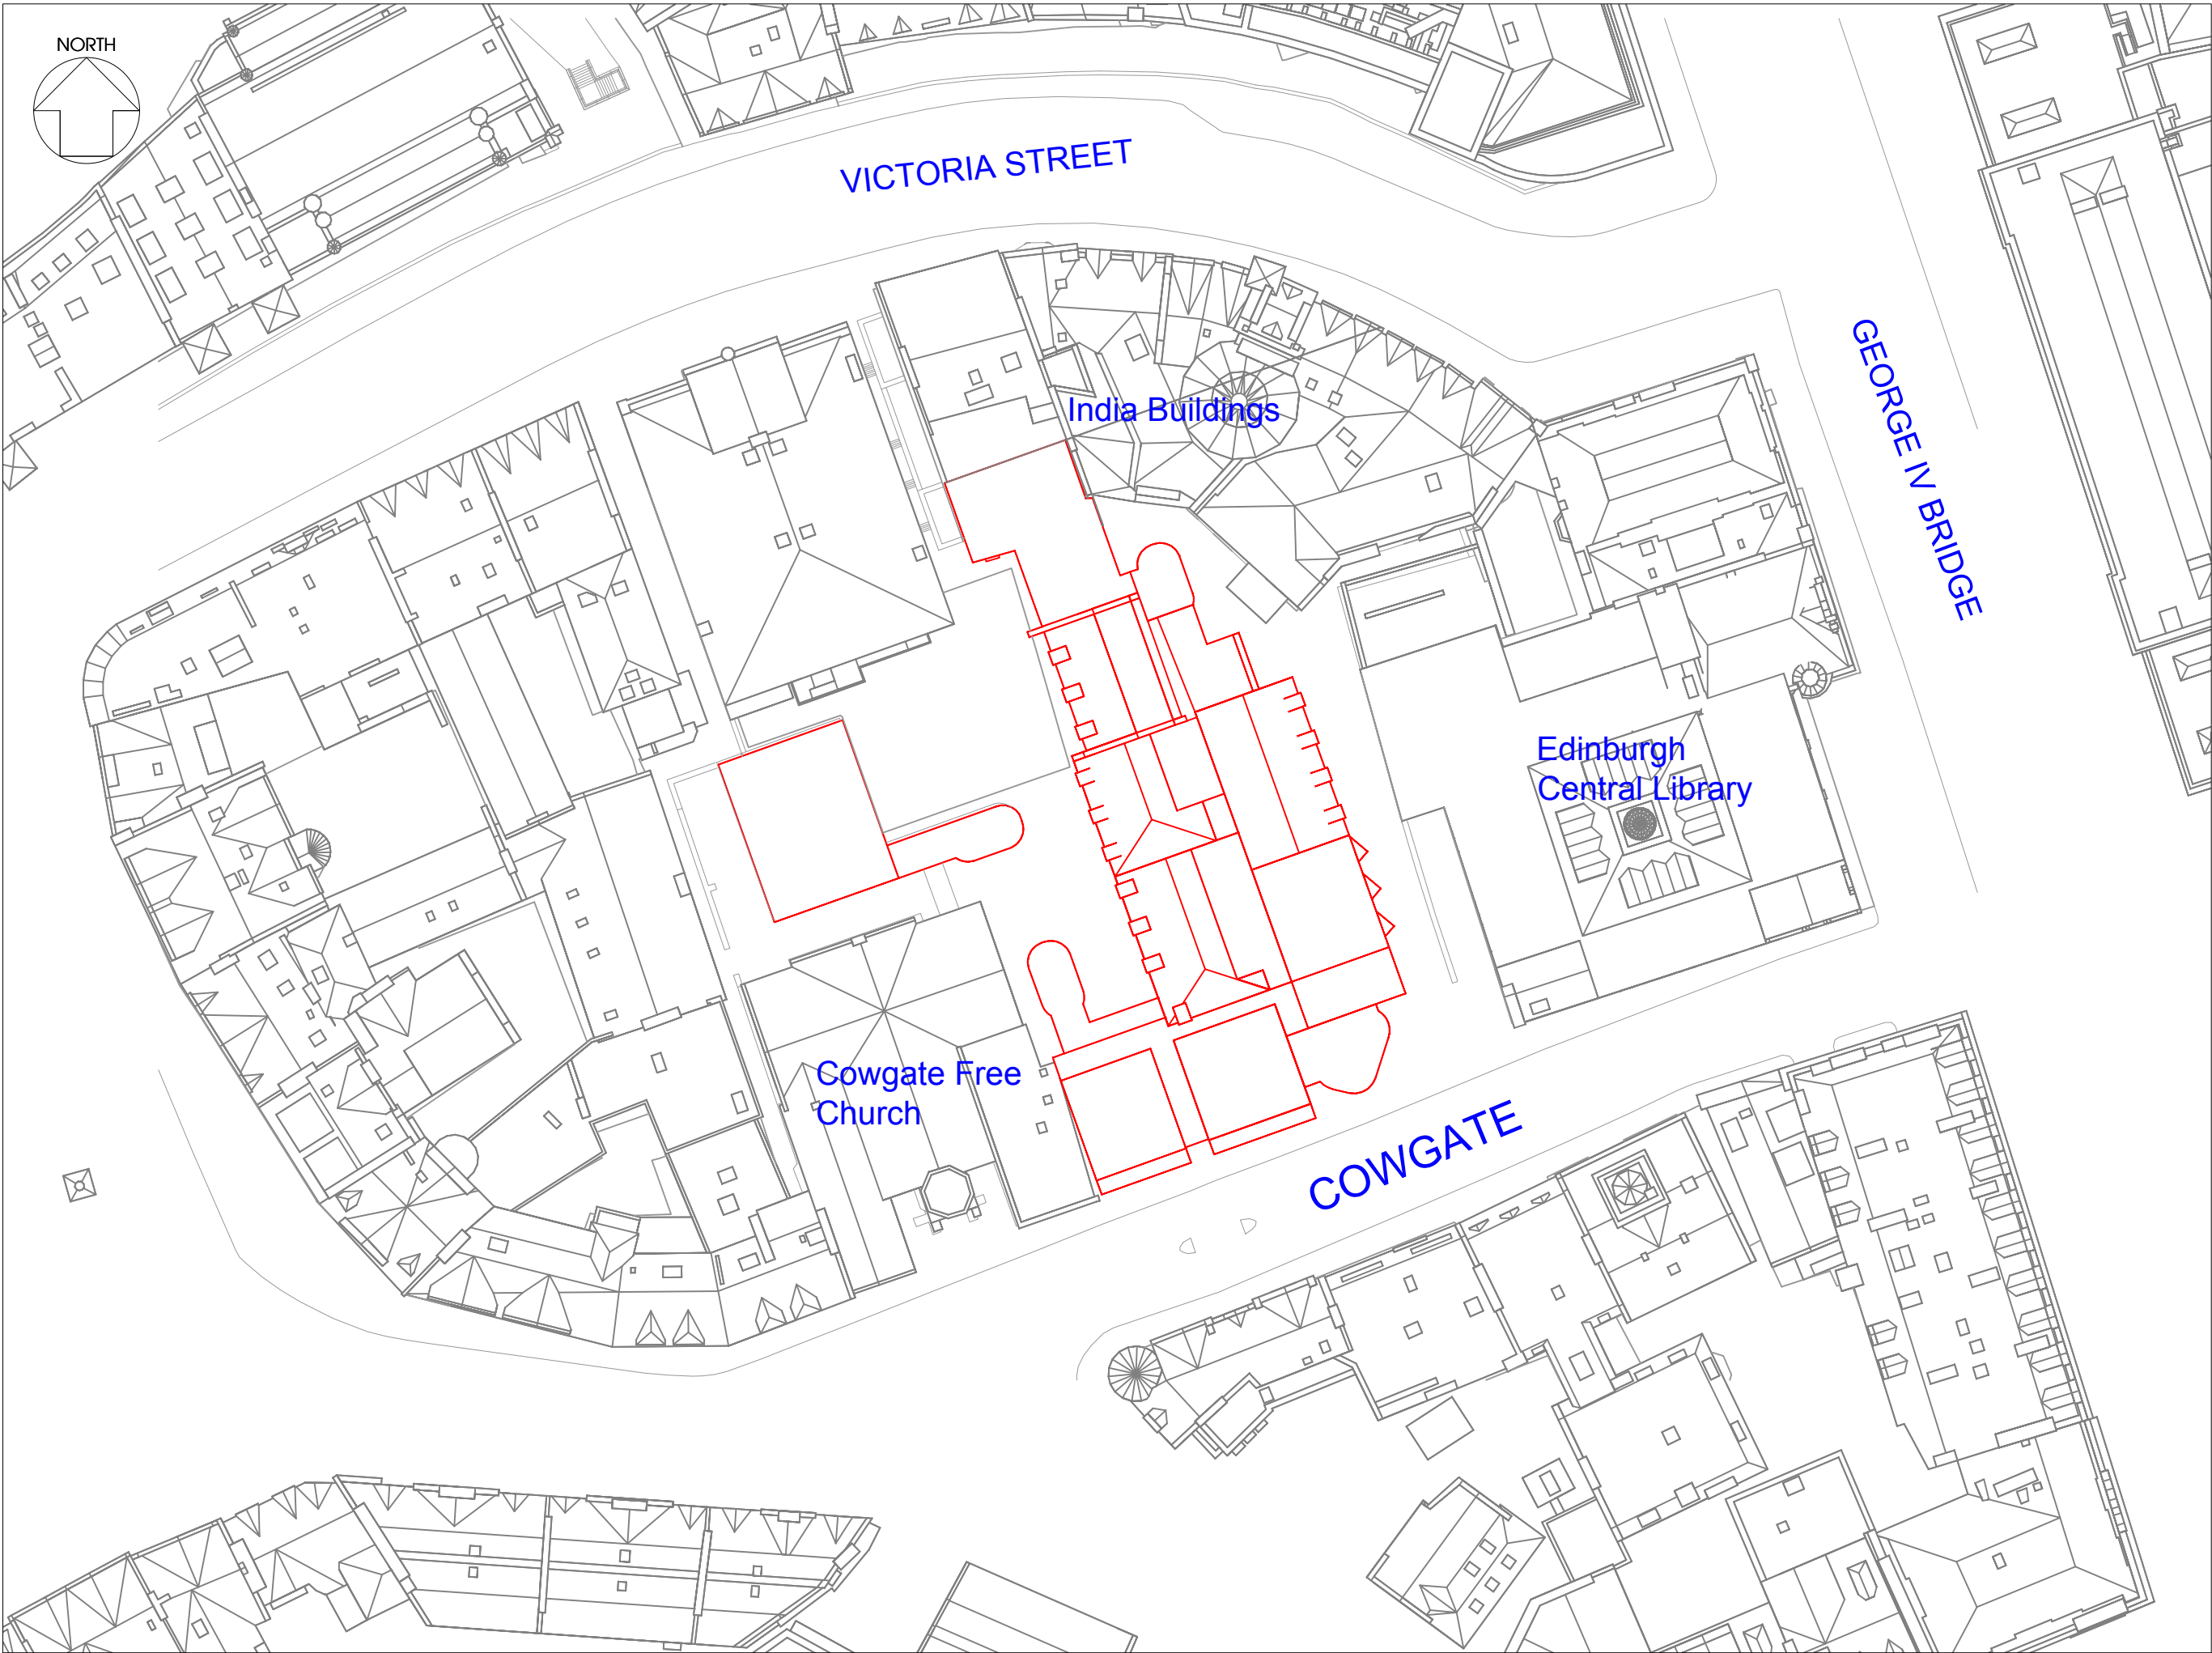 NORTH
VICTORIA STREET
GEORGE IV BRIDGE
India Buildings
Edinburgh
Central Library
Cowgate Free
Church
COWGATE